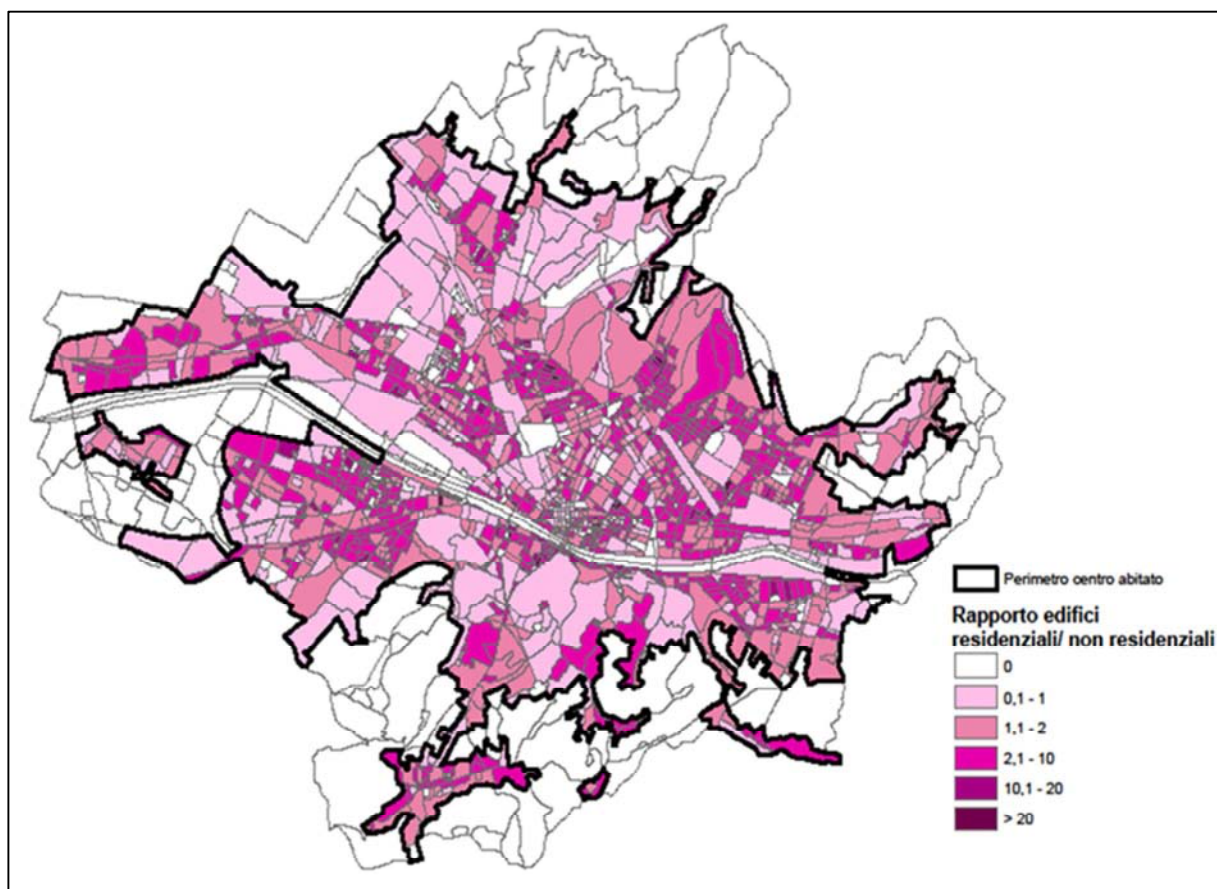 Perimetro centro abitato
Rapporto edifici
residenziali/ non residenziali
0
0,1 - 1
1,1 - 2
2,1 - 10
10,1 - 20
> 20